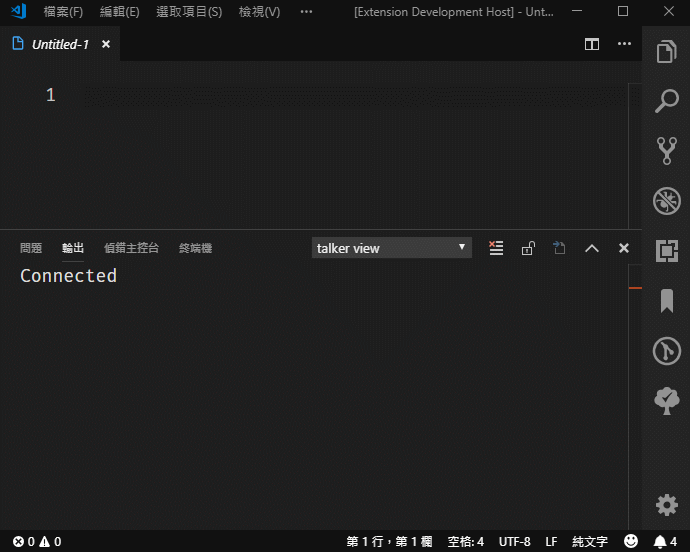 檔案(F) 編輯(E) 選取項目(S) 檢視(V) ••• [Extension Development Host] - Unt...
Untitled-1
1
問題 輸出 偵錯主控台 終端機 talker view
Connected
0 0 第 1 行，第 1 欄 空格: 4 UTF-8 LF 純文字 4